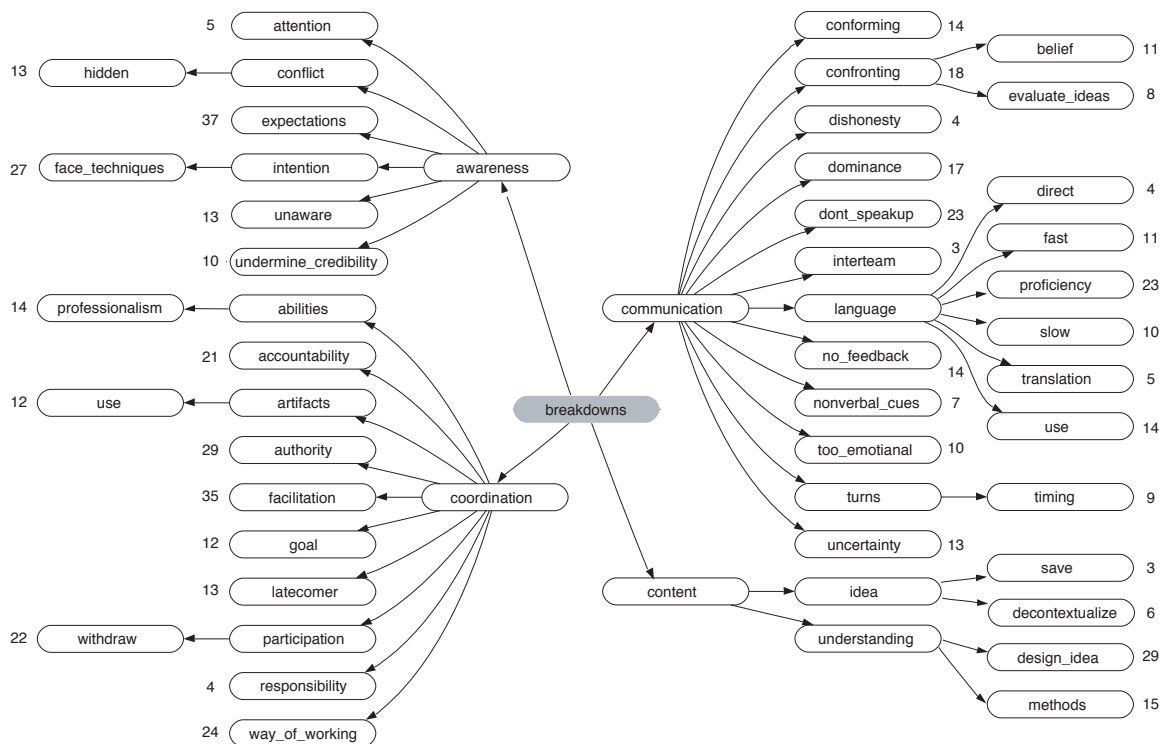 5 attention
13 hidden conflict
37 expectations
27 face_techniques intention awareness
13 unaware
10 undermine_credibility
14 professionalism abilities
21 accountability
12 use artifacts
29 authority
35 facilitation coordination
12 goal
13 latecomer
22 withdraw participation
4 responsibility
24 way_of_working
breakdowns
conforming 14
confronting 18
belief 11
evaluate_ideas 8
dishonesty 4
dominance 17
dont_speakup 23
interteam 3
communication language
direct 4
fast 11
proficiency 23
slow 10
translation 5
use 14
no_feedback 14
nonverbal_cues 7
too_emotianal 10
turns timing 9
uncertainty 13
content idea
save 3
decontextualize 6
understanding
design_idea 29
methods 15